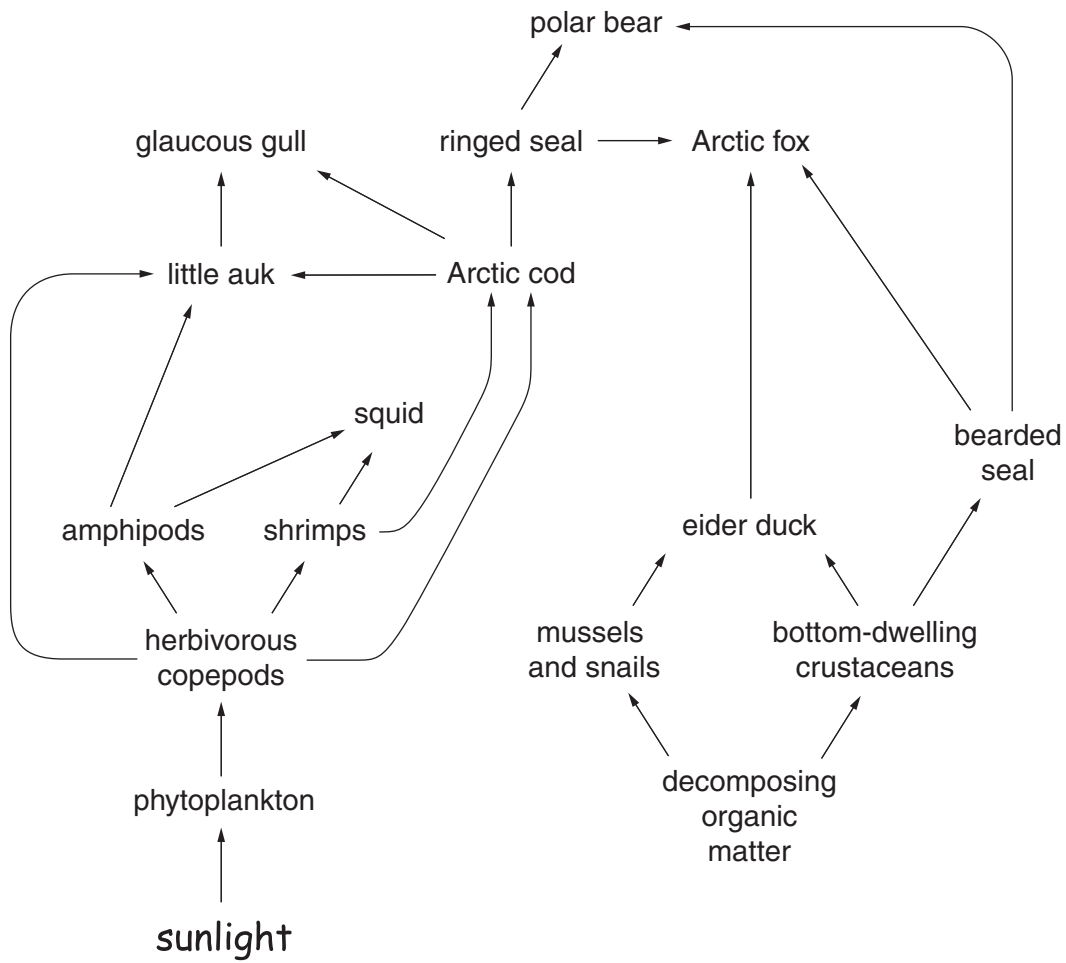 polar bear
glaucous gull
ringed seal
Arctic fox
little auk
Arctic cod
squid
bearded
seal
amphipods
shrimps
eider duck
herbivorous
copepods
mussels
and snails
bottom-dwelling
crustaceans
phytoplankton
decomposing
organic
matter
sunlight